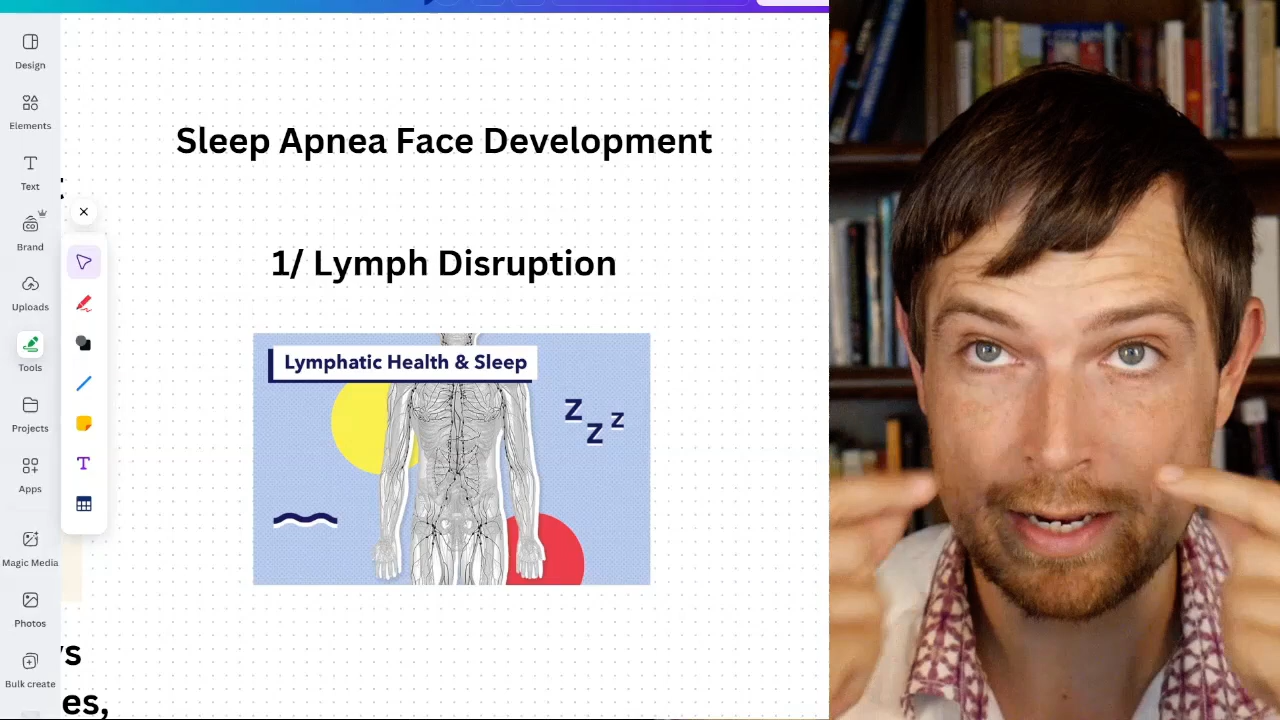 Design
Elements
Text
Brand
Uploads
Tools
Projects
Apps
Magic Media
Photos
Bulk create
T
Sleep Apnea Face Development
1/ Lymph Disruption
Lymphatic Health & Sleep
Z Z Z
es,